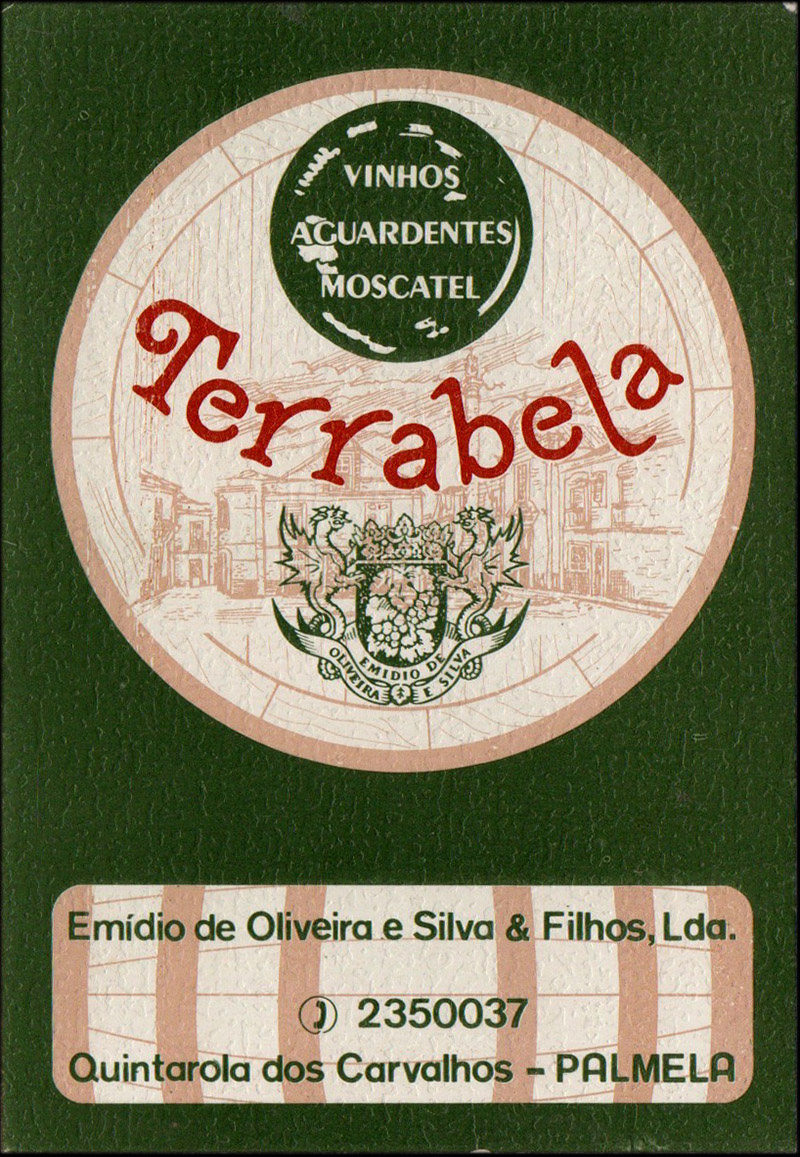 VINHOS
AGUARDENTES
MOSCATEL
Terrabela
EMIDIO DE
OLIVEIRA E SILVA
Emídio de Oliveira e Silva & Filhos, Lda.
2350037
Quintarola dos Carvalhos - PALMELA